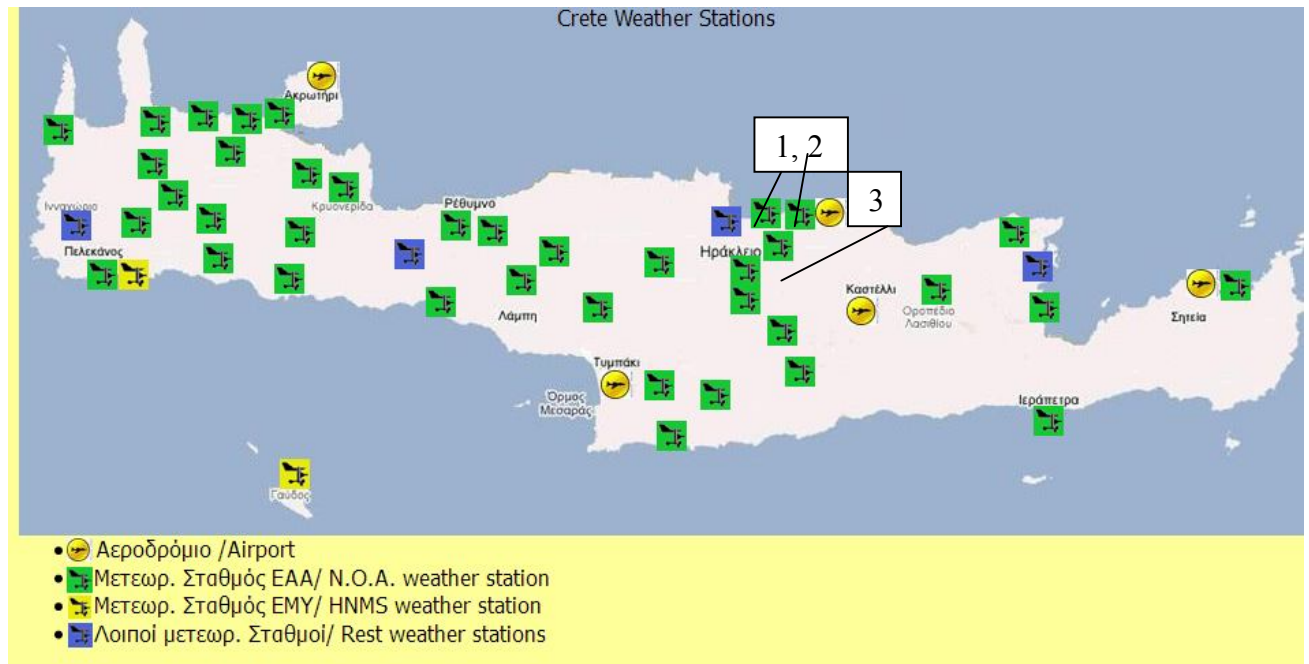 Crete Weather Stations
Ακρωτήρι
1, 2
3
Ινναχώριο
Κρυονερίδα
Ρέθυμνο
Πελεκάνος
Ηράκλειο
Καστέλλι
Οροπέδιο
Λασιθίου
Σητεία
Λάμπη
Τυμπάκι
Όρμος
Μεσαράς
Ιεράπετρα
Γαύδος
• Αεροδρόμιο /Airport
• Μετεωρ. Σταθμός ΕΑΑ/ N.O.A. weather station
• Μετεωρ. Σταθμός ΕΜΥ/ HNMS weather station
• Λοιποί μετεωρ. Σταθμοί/ Rest weather stations